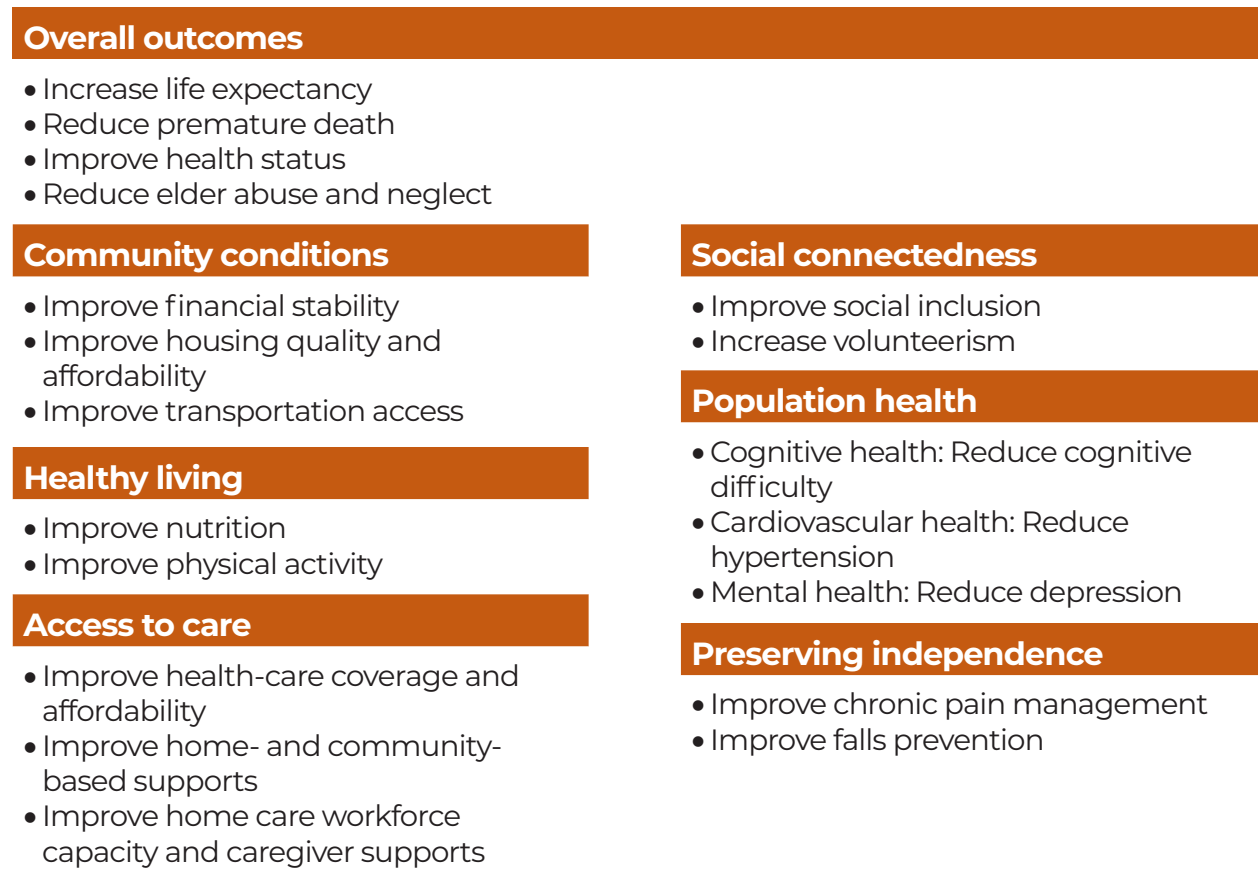 Overall outcomes
• Increase life expectancy
• Reduce premature death
• Improve health status
• Reduce elder abuse and neglect
Community conditions
• Improve financial stability
• Improve housing quality and
affordability
• Improve transportation access
Healthy living
• Improve nutrition
• Improve physical activity
Access to care
• Improve health-care coverage and
affordability
• Improve home- and community-
based supports
• Improve home care workforce
capacity and caregiver supports
Social connectedness
• Improve social inclusion
• Increase volunteerism
Population health
• Cognitive health: Reduce cognitive
difficulty
• Cardiovascular health: Reduce
hypertension
• Mental health: Reduce depression
Preserving independence
• Improve chronic pain management
• Improve falls prevention